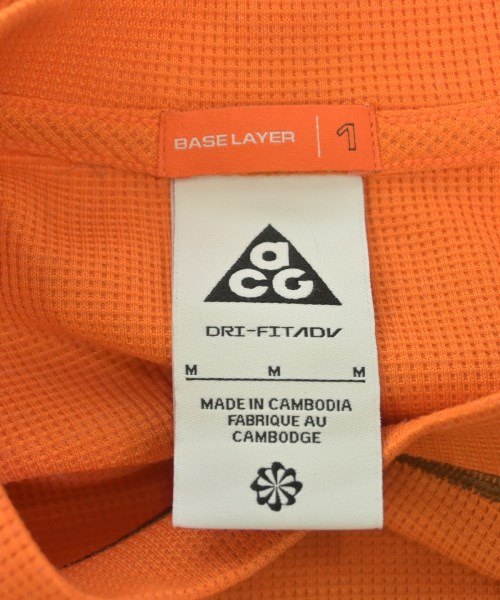 BASE LAYER 1
aCG
DRI-FIT ADV
M M M
MADE IN CAMBODIA
FABRIQUE AU
CAMBODGE